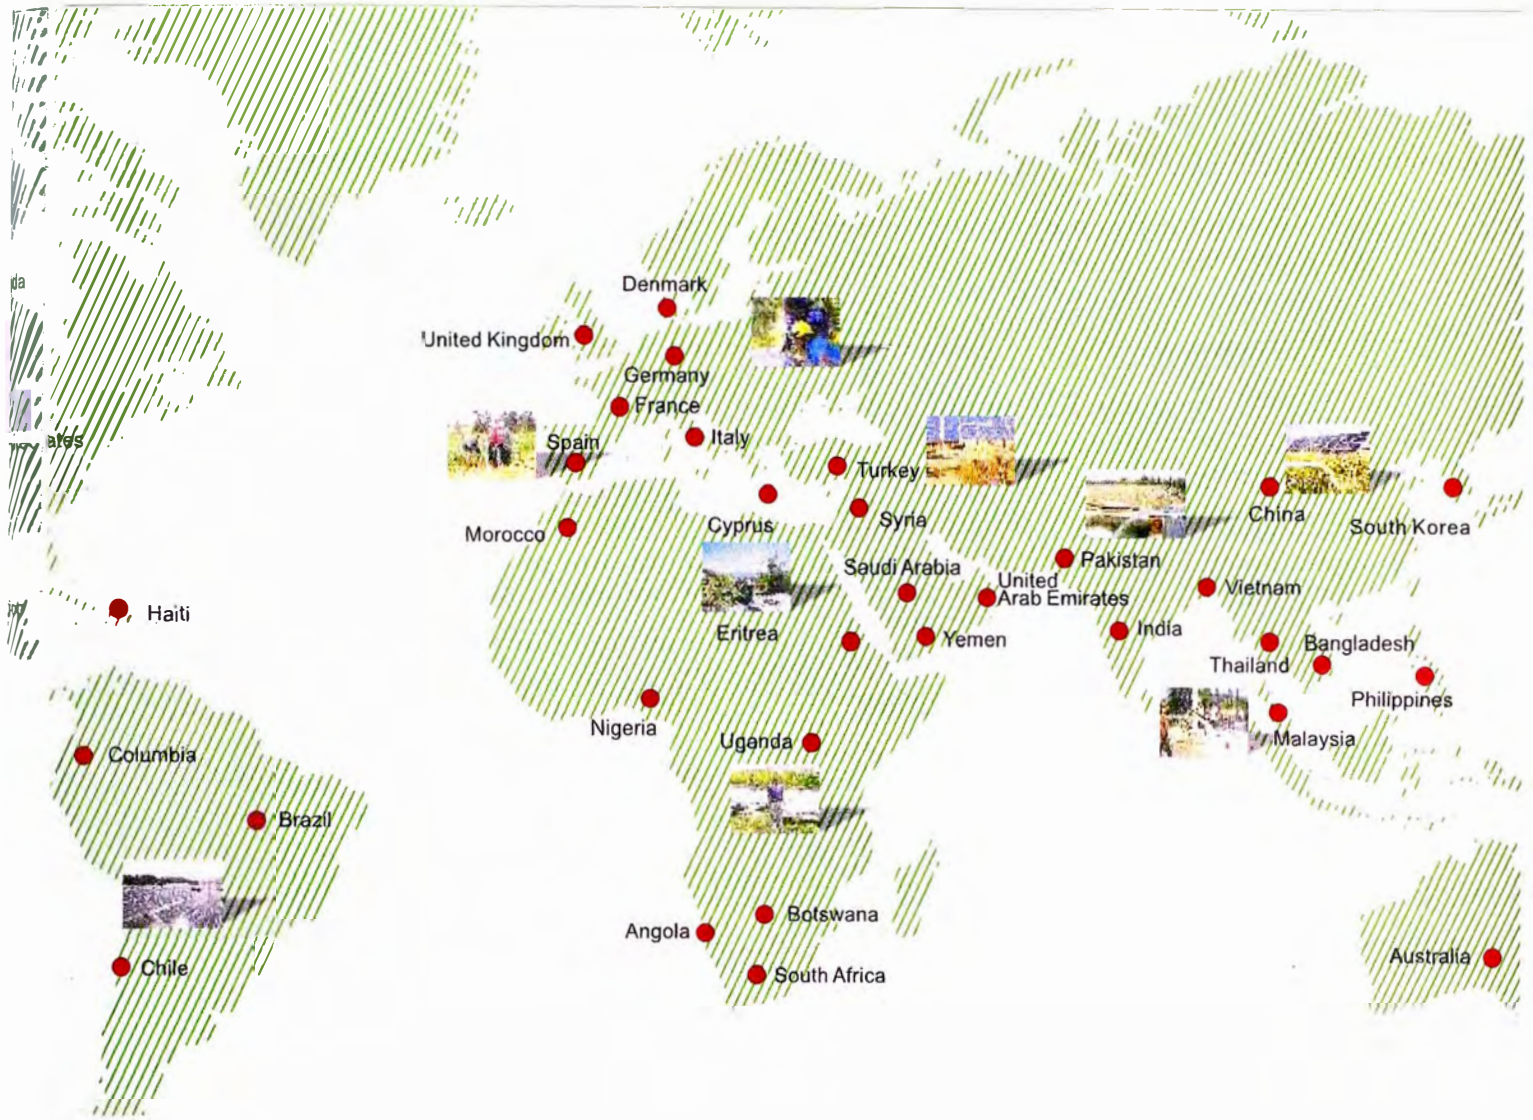 Denmark
United Kingdom
Germany
France
Spain
Italy
Turkey
Cyprus
Syria
Morocco
China
South Korea
Saudi Arabia
Pakistan
United
Arab Emirates
Vietnam
Haiti
Eritrea
Yemen
India
Bangladesh
Thailand
Philippines
Nigeria
Uganda
Malaysia
Columbia
Brazil
Botswana
Angola
Chile
South Africa
Australia